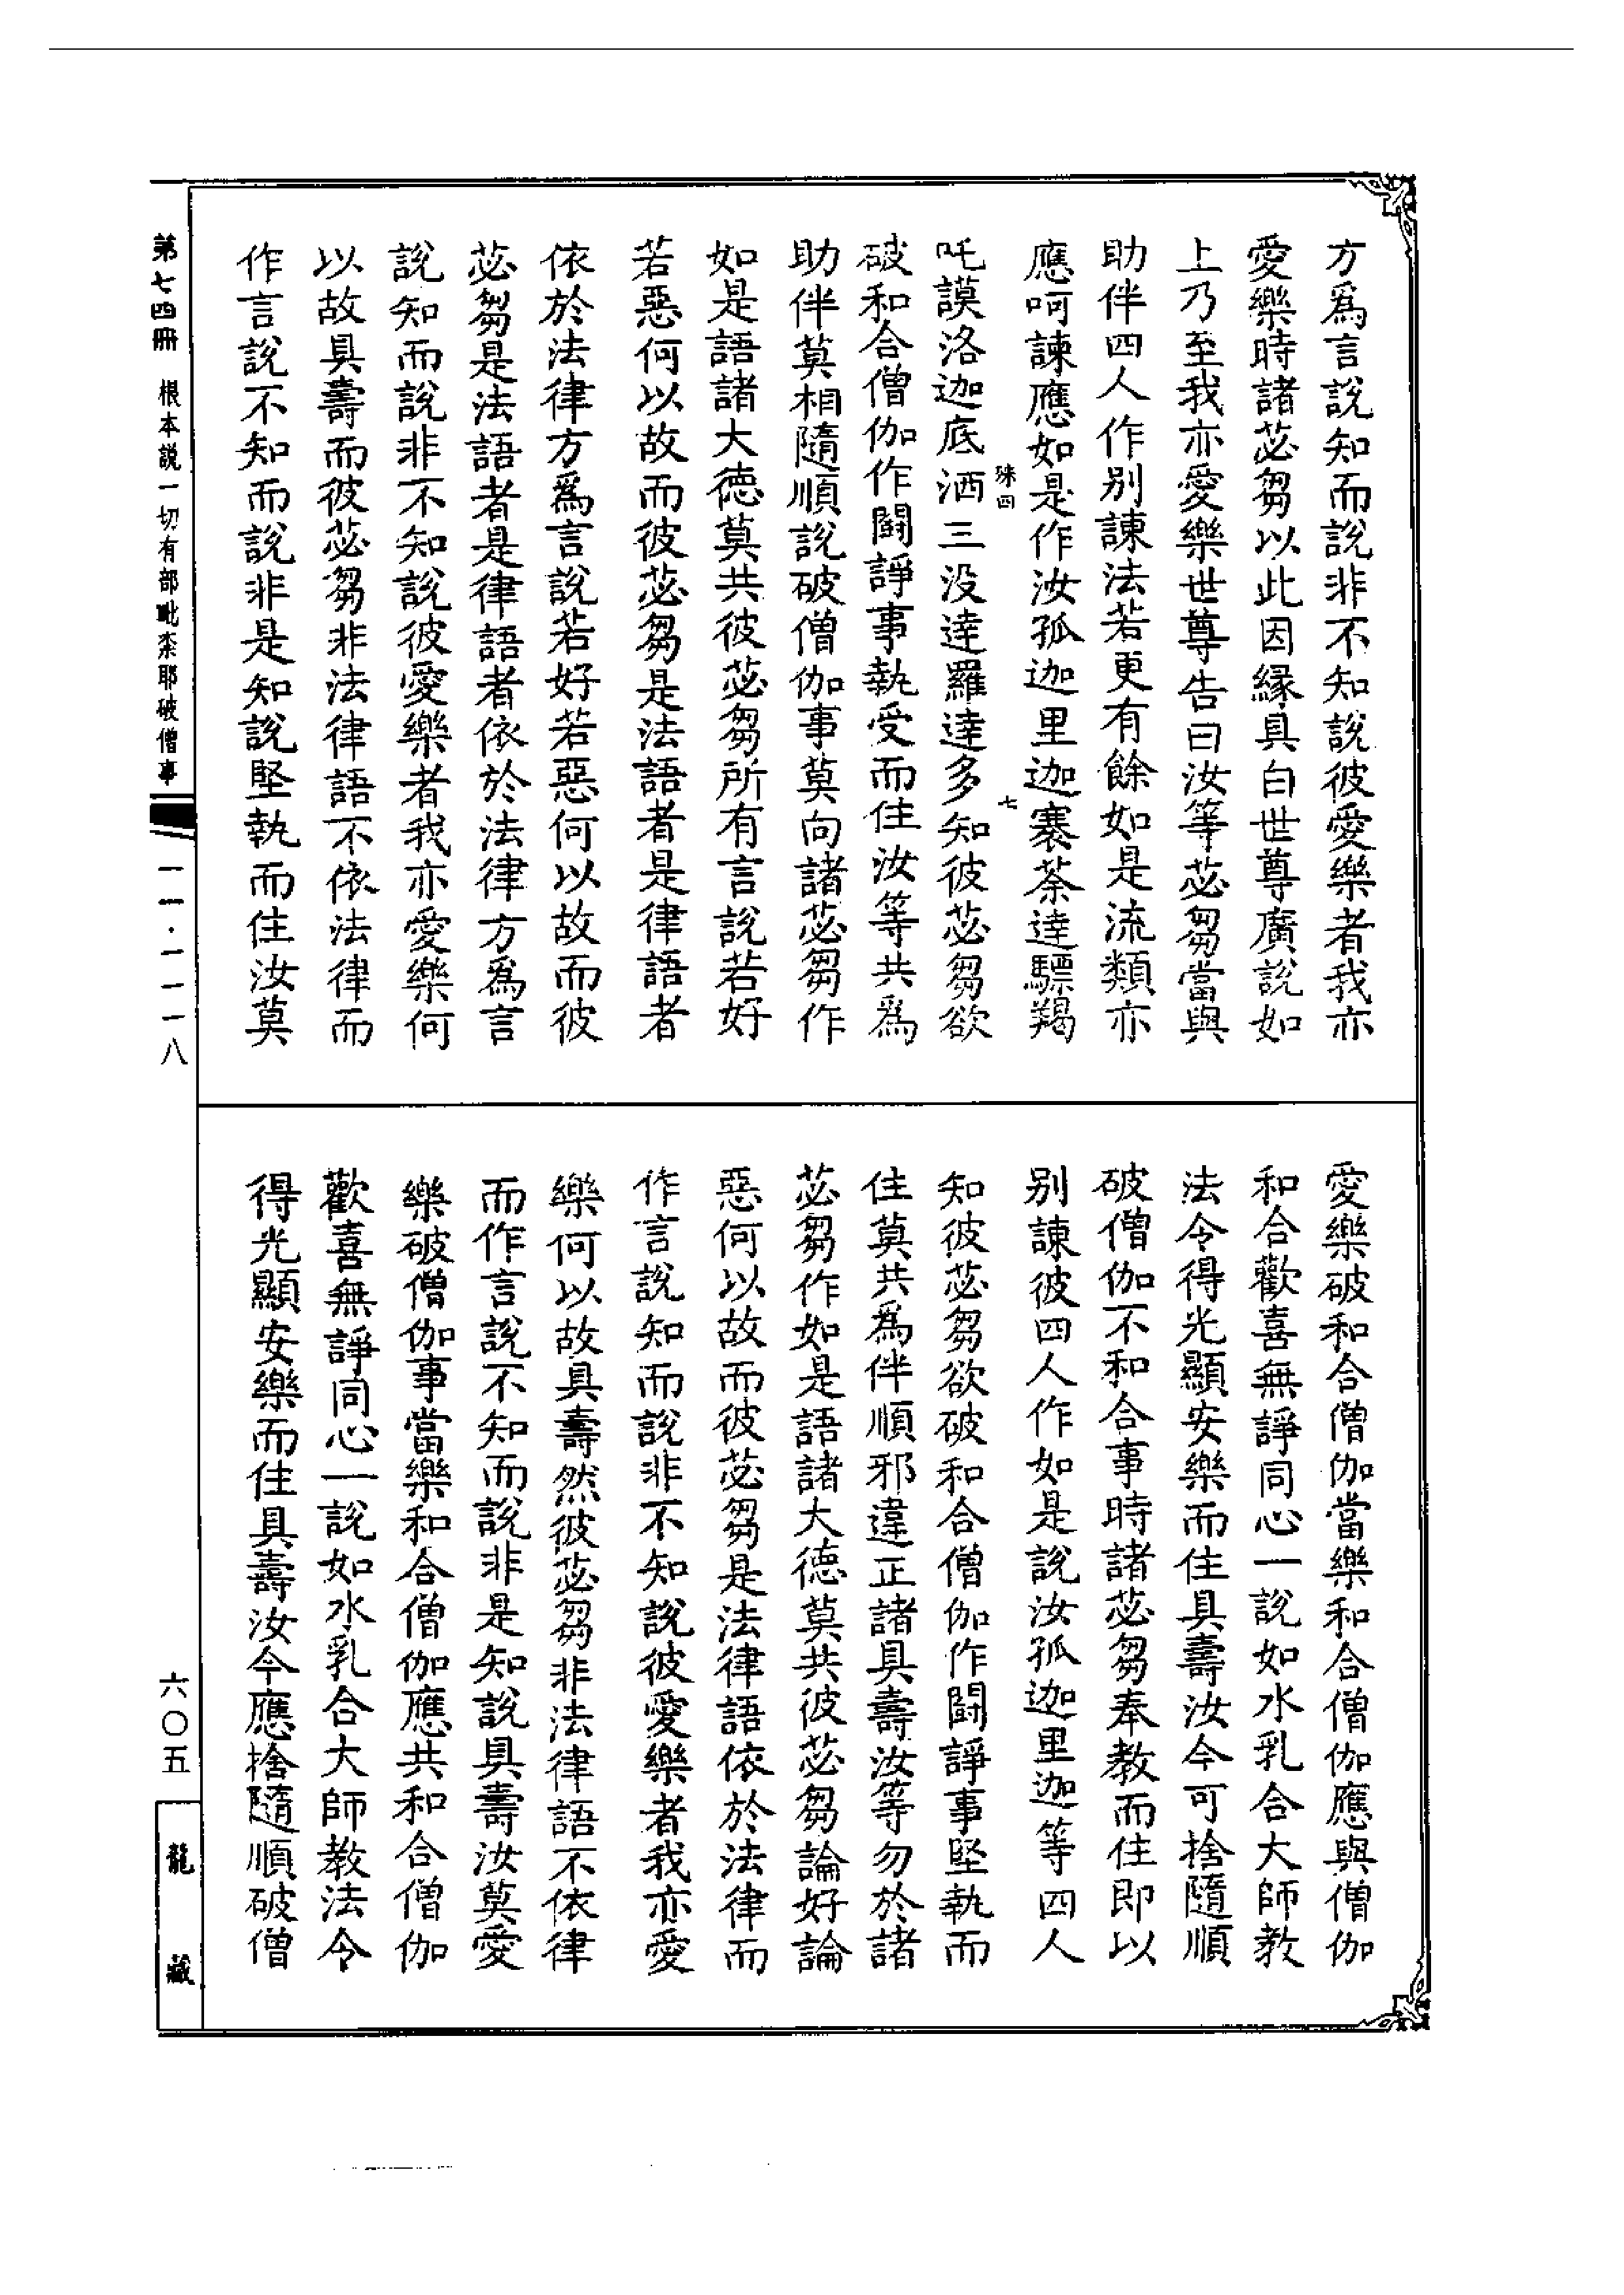 方爲言說知而說非不知說彼愛樂者我亦
愛樂時諸苾芻以此因縁具白世尊廣說如
上乃至我亦愛樂世尊告曰汝等苾芻當與
助伴四人作別諫法若更有餘如是流類亦
應呵諫應如是作汝孤迦里迦褰荼達驃羯
吒謨洛迦底洒三没達羅達多知彼苾芻欲
殊四
七
破和合僧伽作鬪諍事執受而住汝等共爲
助伴莫相隨順說破僧伽事莫向諸苾芻作
如是語諸大德莫共彼苾芻所有言說若好
若惡何以故而彼苾芻是法語者是律語者
依於法律方爲言說若好若惡何以故而彼
苾芻是法語者是律語者依於法律方爲言
說知而說非不知說彼愛樂者我亦愛樂何
以故具壽而彼苾芻非法律語不依法律而
作言說不知而說非是知說堅執而住汝莫
愛樂破和合僧伽當樂和合僧伽應與僧伽
和合歡喜無諍同心一說如水乳合大師教
法令得光顯安樂而住具壽汝今可捨隨順
破僧伽不和合事時諸苾芻奉教而住即以
別諫彼四人作如是說汝孤迦里迦等四人
知彼苾芻欲破和合僧伽作鬪諍事堅執而
住莫共爲伴順邪違正諸具壽汝等勿於諸
苾芻作如是語諸大德莫共彼苾芻論好論
惡何以故而彼苾芻是法律語依於法律而
作言說知而說非不知說彼愛樂者我亦愛
樂何以故具壽然彼苾芻非法律語不依律
而作言說不知而說非是知說具壽汝莫愛
樂破僧伽事當樂和合僧伽應共和合僧伽
歡喜無諍同心一說如水乳合大師教法令
得光顯安樂而住具壽汝今應捨隨順破僧
第七四冊 根本説一切有部毗柰耶破僧事
一一·一一一八
六〇五
龍藏